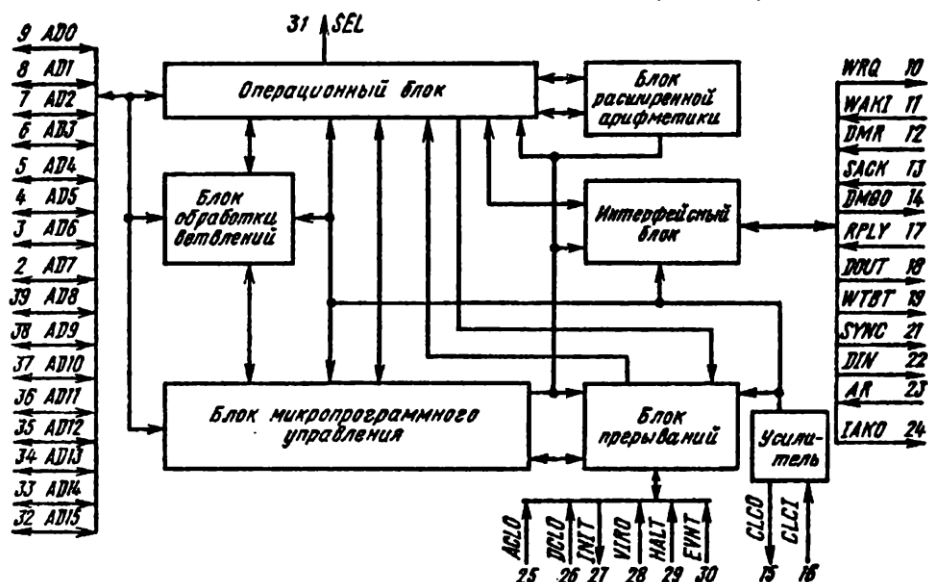 31 SEL
9 AD0
8 AD1
7 AD2
6 AD3
5 AD4
4 AD5
3 AD6
2 AD7
39 AD8
38 AD9
37 AD10
36 AD11
35 AD12
34 AD13
33 AD14
32 AD15
Операционный блок
Блок
расширенной
арифметики
Блок
обработки
ветвлений
Интерфейсный
блок
Блок микропрограммного
управления
Блок
прерываний
Усили-
тель
WRQ 10
WAKI 11
DMR 12
SACK 13
DMGO 14
RPLY 17
DOUT 18
WTBT 19
SYNC 21
DIN 22
AR 23
IAKO 24
ACLO 25
DCLO 26
INIT 27
VIRO 28
HALT 29
EVNT 30
CLCO 15
CLCI 16